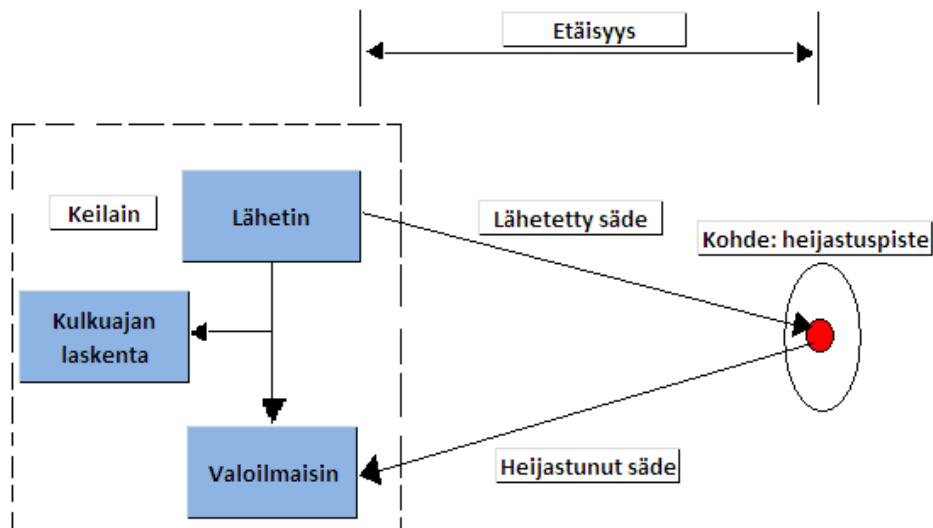 Etäisyys
Keilain
Lähetin
Lähetetty säde
Kohde: heijastuspiste
Kulkuajan
laskenta
Valoilmaisin
Heijastunut säde